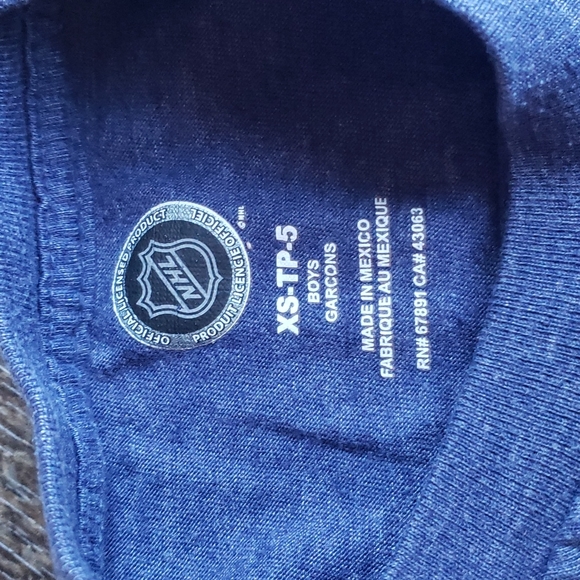 OFFICIAL LICENSED PRODUCT
PRODUIT LICENCIÉ OFFICIEL
NHL
© NHL
XS-TP-5
BOYS
GARCONS
MADE IN MEXICO
FABRIQUE AU MEXIQUE
RN# 67891 CA# 43063